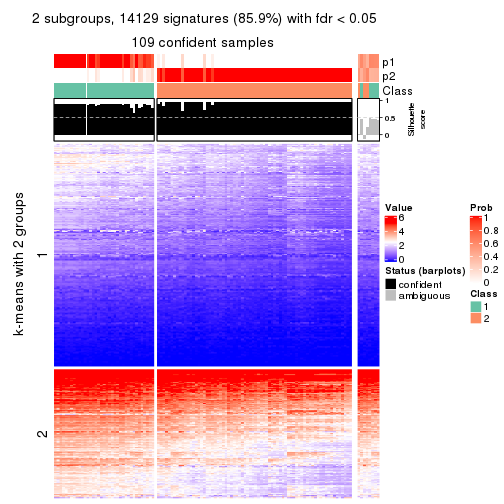 2 subgroups, 14129 signatures (85.9%) with fdr < 0.05
109 confident samples
p1
p2
Class
1
0.5
0
Silhouette
score
k-means with 2 groups
1
2
Value
6
4
2
0
Status (barplots)
confident
ambiguous
Prob
1
0.8
0.6
0.4
0.2
0
Class
1
2